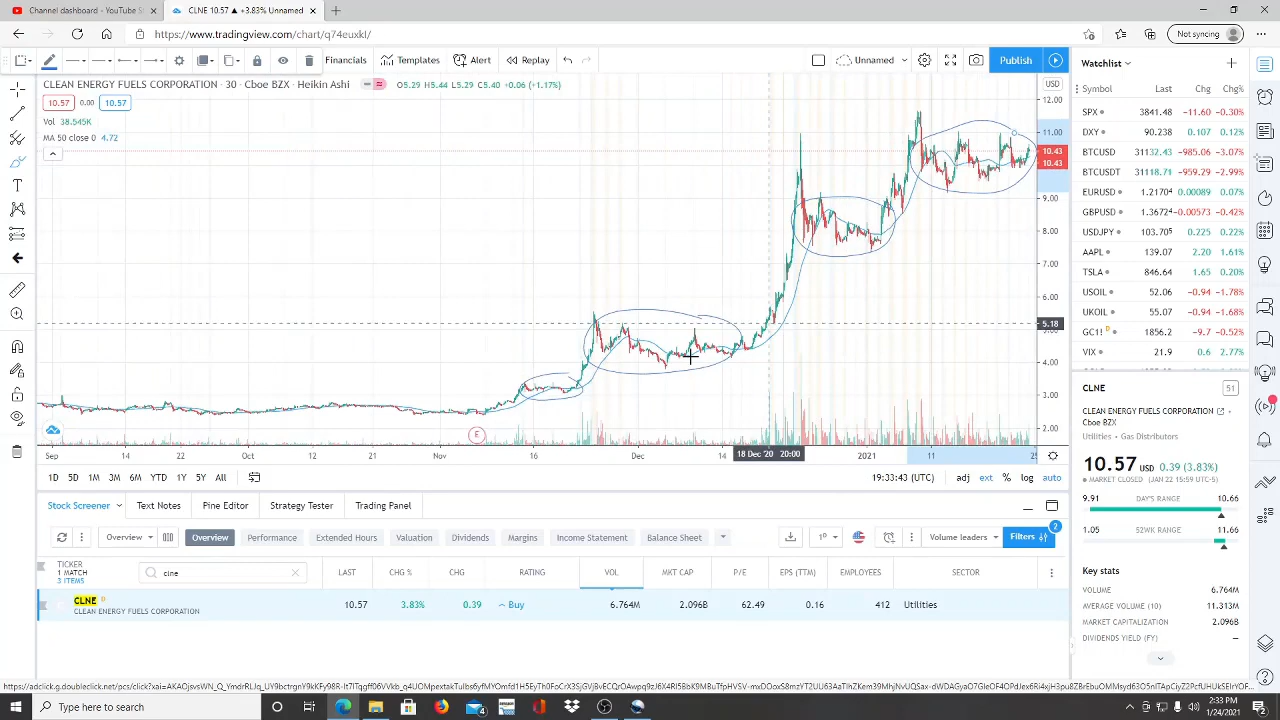 Channel dashboard - YouTube S
CLNE 10.57 ▲ +3.83% Unnamed
https://www.tradingview.com/chart/q74euxkl/
Not syncing
Financials
Templates
Alert
Replay
Unnamed
Publish
Watchlist
CLEAN ENERGY FUELS CORPORATION · 30 · Cboe BZX · Heikin Ashi
O5.29 H5.44 L5.29 C5.40 +0.06 (+1.17%)
USD
Symbol Last Chg Chg%
10.57 0.00 10.57
Vol 38.545K
MA 50 close 0 4.72
12.00
11.00
10.43
10.43
9.00
8.00
7.00
6.00
5.18
4.00
3.00
2.00
SPX 3841.48 −11.60 −0.30%
DXY 90.238 0.107 0.12%
BTCUSD 31132.43 −985.06 −3.07%
BTCUSDT 31118.71 −959.29 −2.99%
EURUSD 1.21704 0.00089 0.07%
GBPUSD 1.36724 −0.00573 −0.42%
USDJPY 103.705 0.225 0.22%
AAPL 139.07 2.20 1.61%
TSLA 846.64 1.65 0.20%
USOIL 52.06 −0.94 −1.78%
UKOIL 55.07 −0.94 −1.68%
GC1! D 1856.2 −9.7 −0.52%
VIX 21.9 0.6 2.77%
E
Sep 14 22 Oct 12 21 Nov 16 Dec 14 18 Dec '20 20:00 2021 11 25
1D 5D 1M 3M 6M YTD 1Y 5Y All
19:33:43 (UTC) adj ext % log auto
CLNE
51
CLEAN ENERGY FUELS CORPORATION
Cboe BZX
Utilities • Gas Distributors
10.57 USD 0.39 (3.83%)
MARKET CLOSED (JAN 22 15:59 UTC-5)
9.91 DAY'S RANGE 10.66
1.05 52WK RANGE 11.66
Key stats
VOLUME 6.764M
AVERAGE VOLUME (10) 11.313M
MARKET CAPITALIZATION 2.096B
DIVIDENDS YIELD (FY) —
Stock Screener
Text Notes
Pine Editor
Strategy Tester
Trading Panel
Overview
Overview
Performance
Extended Hours
Valuation
Dividends
Margins
Income Statement
Balance Sheet
1D
Volume leaders
Filters
2
TICKER
1 MATCH
3 ITEMS
clne
LAST CHG % CHG RATING VOL MKT CAP P/E EPS (TTM) EMPLOYEES SECTOR
CLNE D
CLEAN ENERGY FUELS CORPORATION
10.57 3.83% 0.39 Buy 6.764M 2.096B 62.49 0.16 412 Utilities
Type here to search
4
2:33 PM
1/24/2021